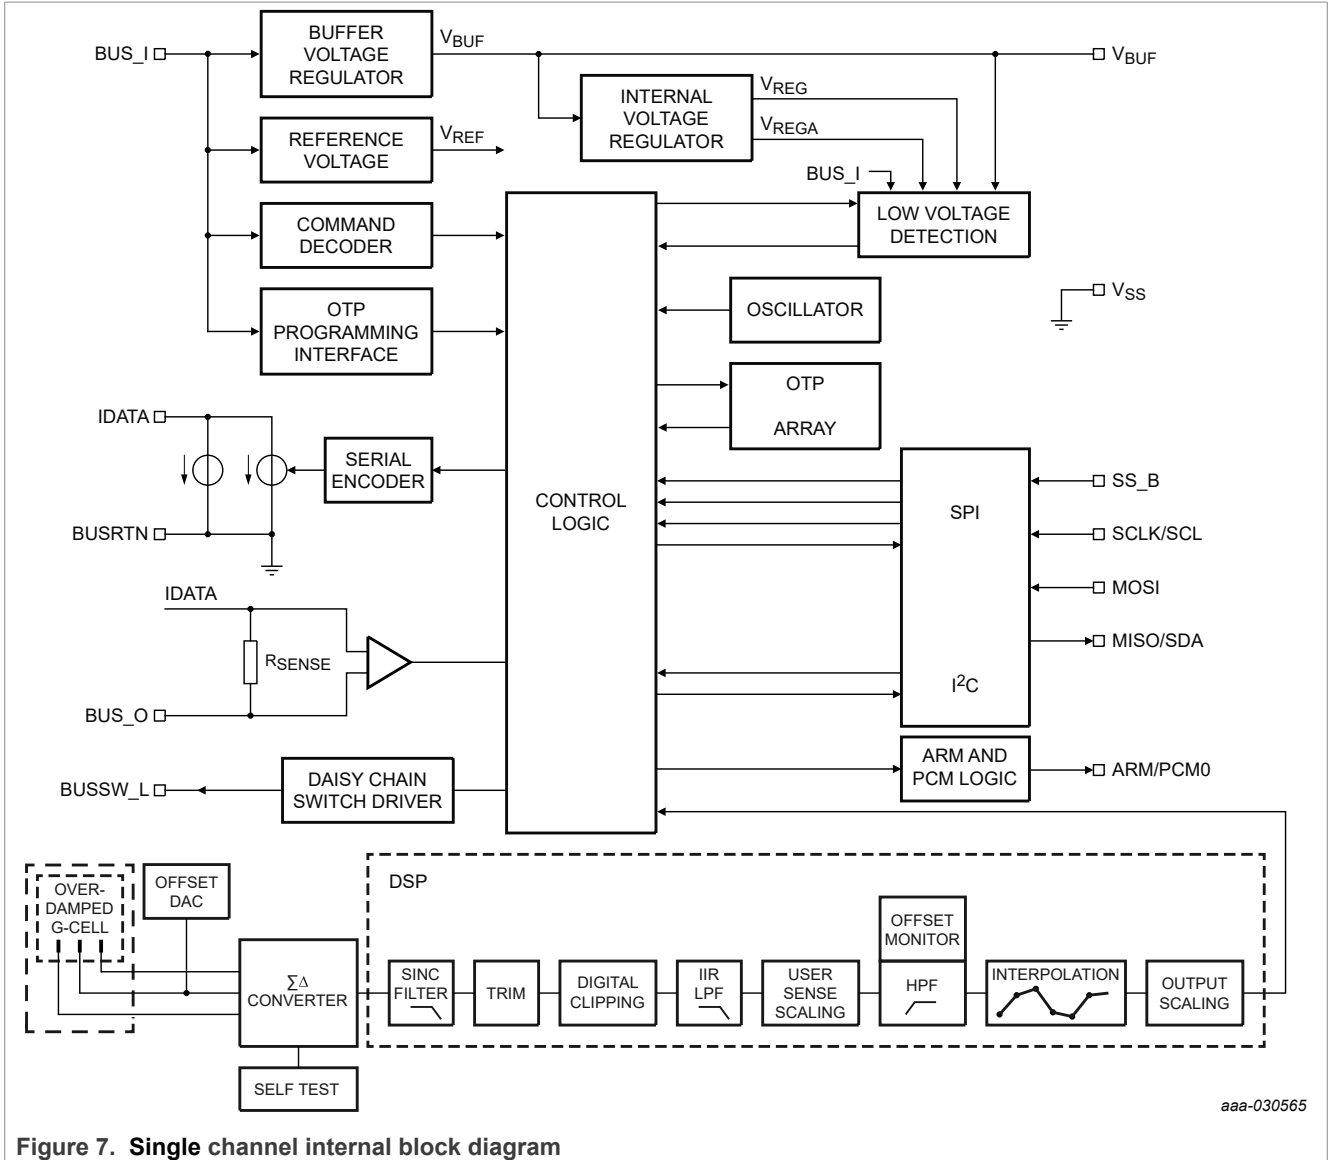 BUS_I
BUFFER
VOLTAGE
REGULATOR
VBUF
VBUF
INTERNAL
VOLTAGE
REGULATOR
VREG
VREGA
REFERENCE
VOLTAGE
VREF
BUS_I
LOW VOLTAGE
DETECTION
COMMAND
DECODER
VSS
OTP
PROGRAMMING
INTERFACE
OSCILLATOR
OTP
ARRAY
IDATA
SERIAL
ENCODER
BUSRTN
CONTROL
LOGIC
SPI
I2C
SS_B
SCLK/SCL
MOSI
MISO/SDA
IDATA
RSENSE
BUS_O
BUSSW_L
DAISY CHAIN
SWITCH DRIVER
ARM AND
PCM LOGIC
ARM/PCM0
OVER-
DAMPED
G-CELL
OFFSET
DAC
ΣΔ
CONVERTER
SELF TEST
DSP
SINC
FILTER
TRIM
DIGITAL
CLIPPING
IIR
LPF
USER
SENSE
SCALING
OFFSET
MONITOR
HPF
INTERPOLATION
OUTPUT
SCALING
aaa-030565
Figure 7. Single channel internal block diagram